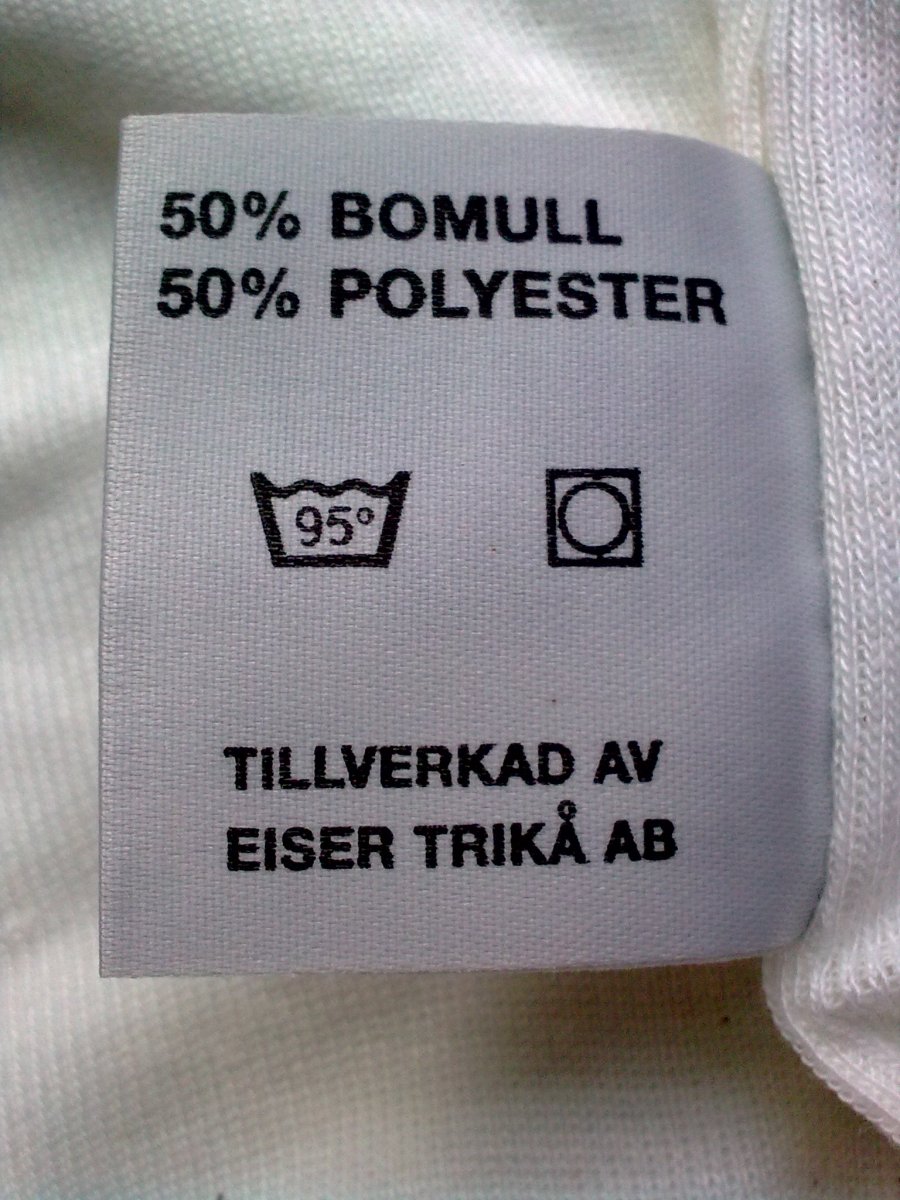 50% BOMULL
50% POLYESTER
95°
TILLVERKAD AV
EISER TRIKÅ AB